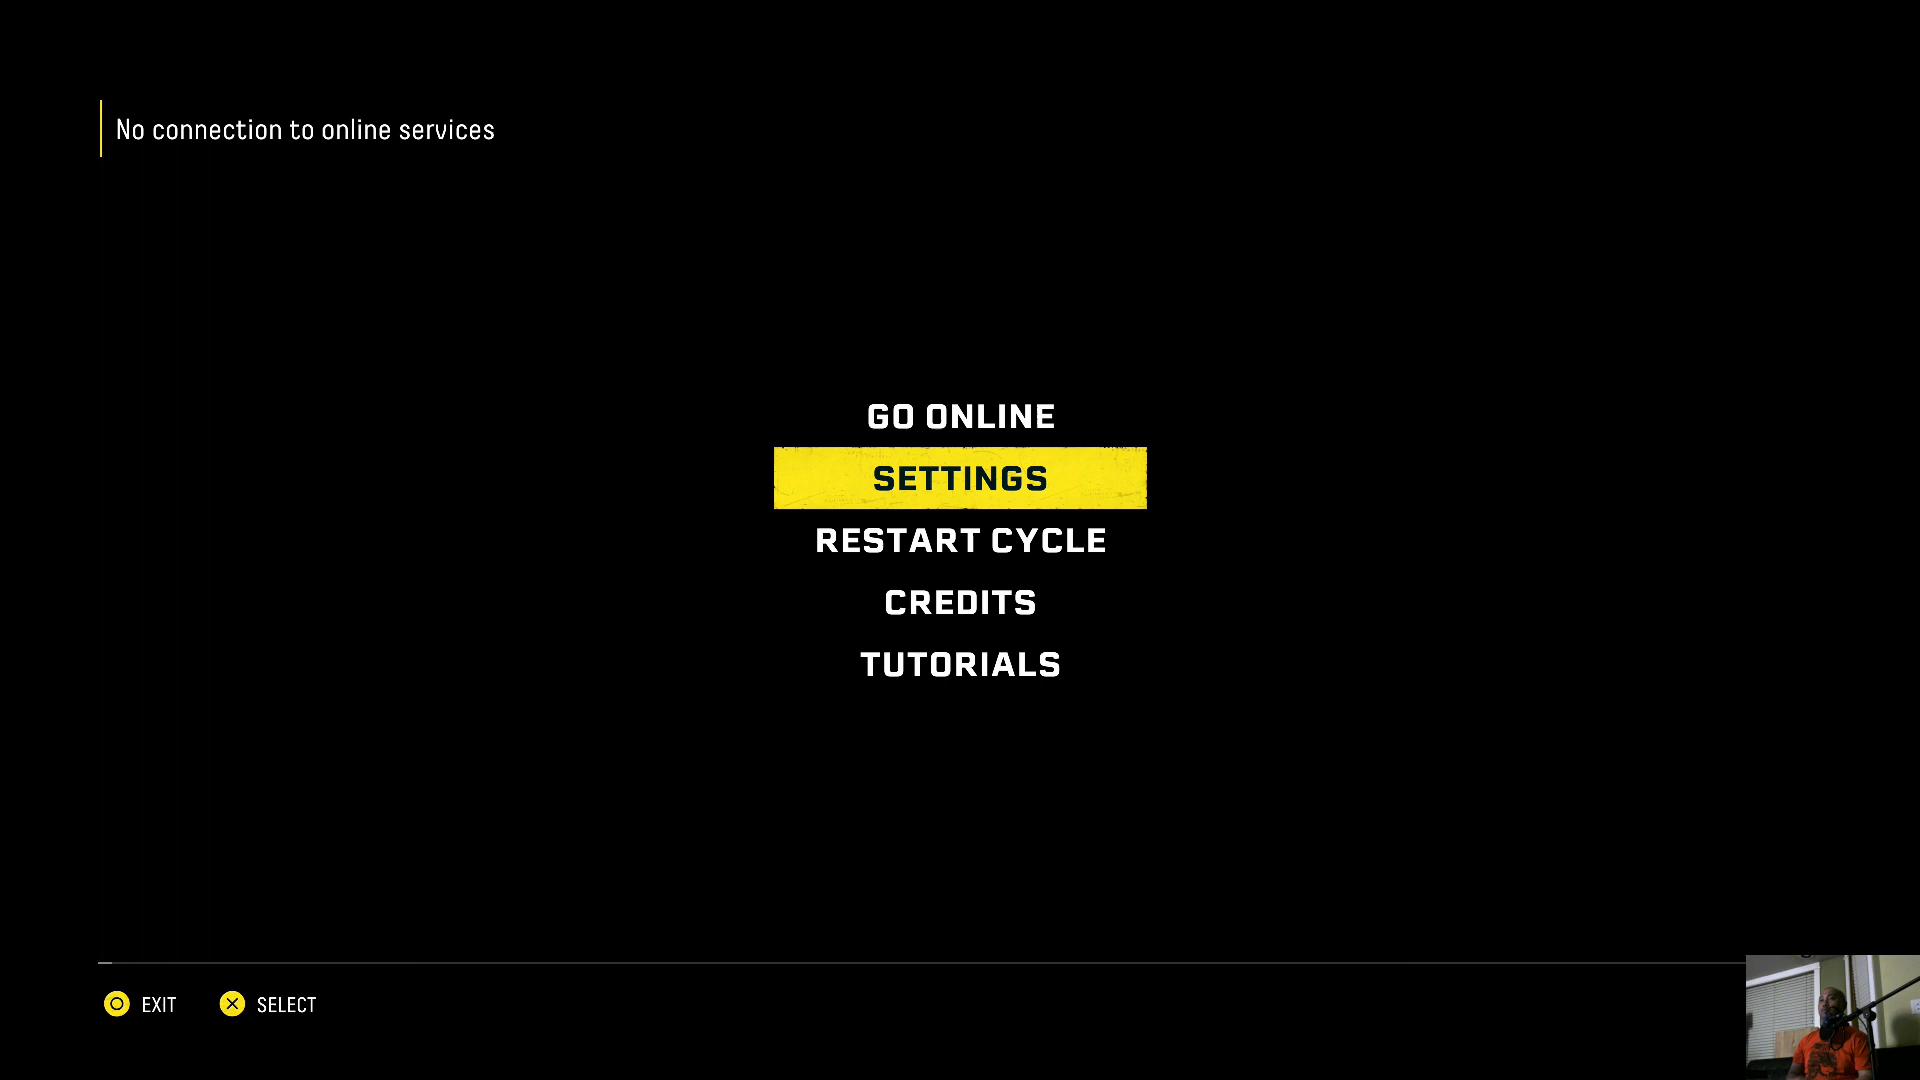 No connection to online services
GO ONLINE
SETTINGS
RESTART CYCLE
CREDITS
TUTORIALS
EXIT
SELECT